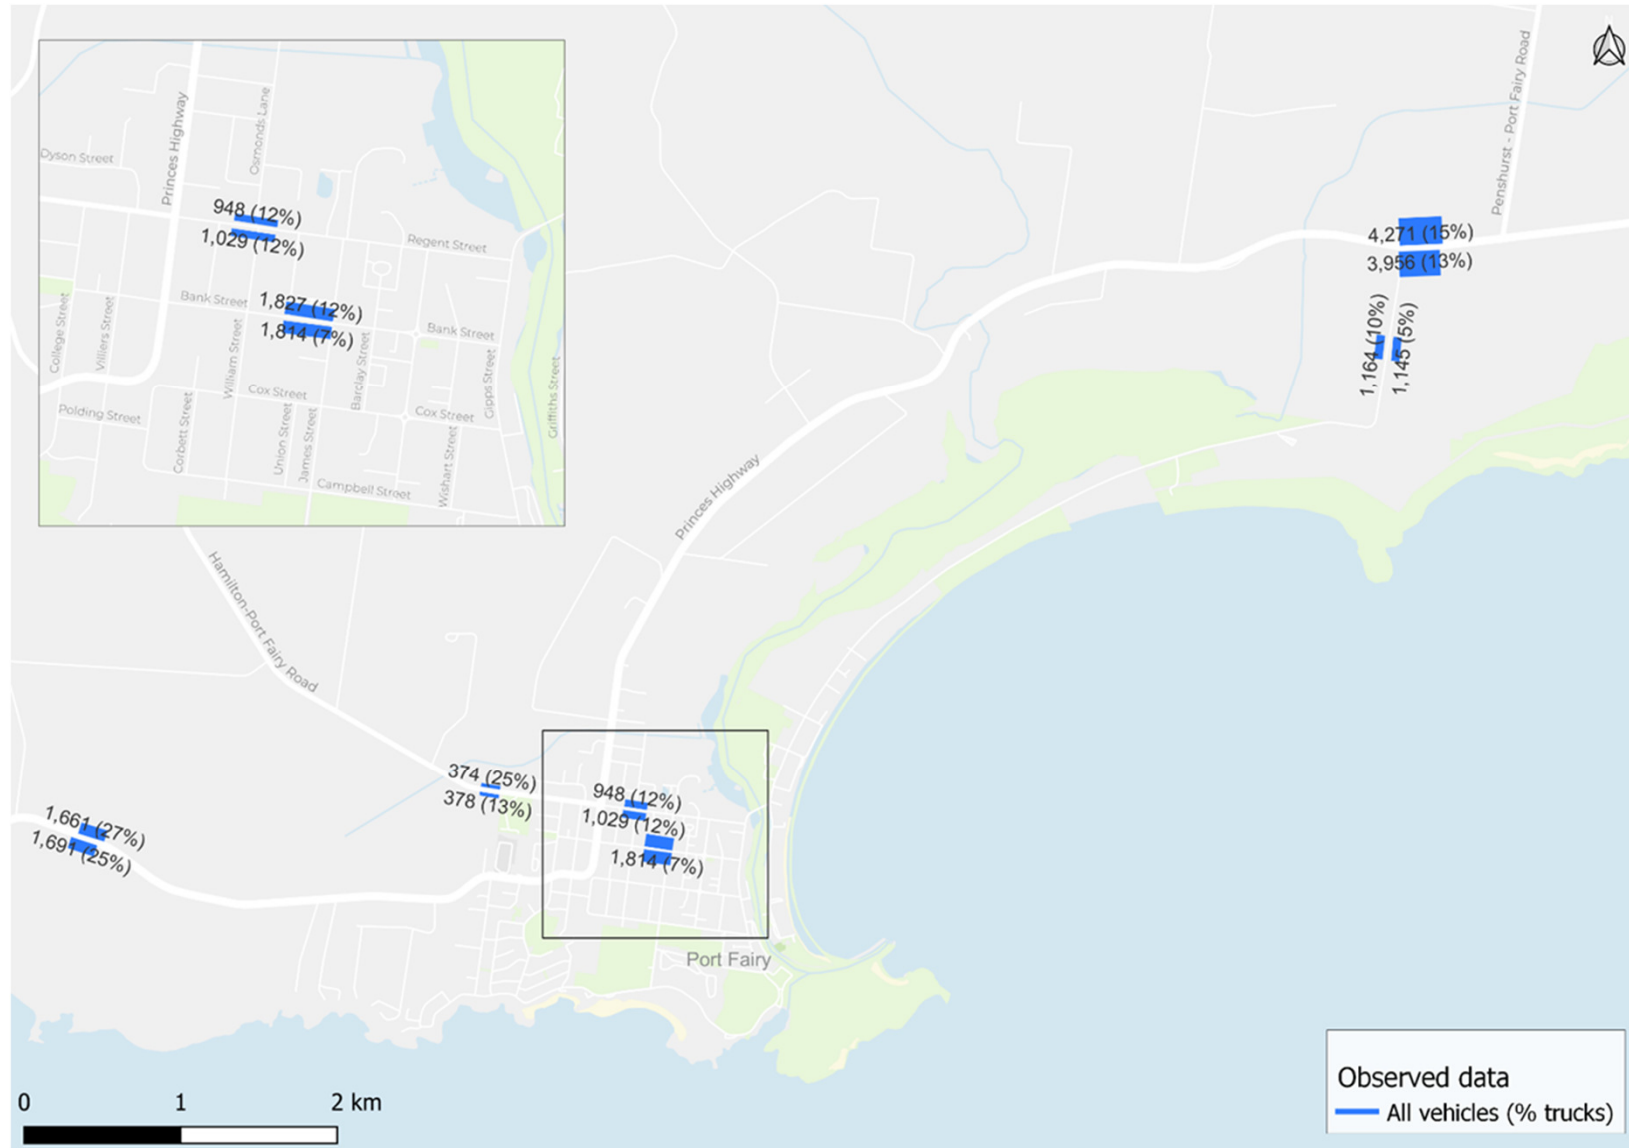 Dyson Street
Princes Highway
Osmonds Lane
948 (12%)
1,029 (12%)
Regent Street
Bank Street
1,827 (12%)
1,814 (7%)
Bank Street
College Street
Villiers Street
William Street
Barclay Street
Gipps Street
Griffiths Street
Cox Street
Cox Street
Polding Street
Corbett Street
Union Street
James Street
Wishart Street
Campbell Street
Penshurst - Port Fairy Road
4,271 (15%)
3,956 (13%)
1,164 (10%)
1,145 (5%)
Princes Highway
Hamilton-Port Fairy Road
374 (25%)
378 (13%)
948 (12%)
1,029 (12%)
1,814 (7%)
1,661 (27%)
1,691 (25%)
Port Fairy
0 1 2 km
Observed data
All vehicles (% trucks)